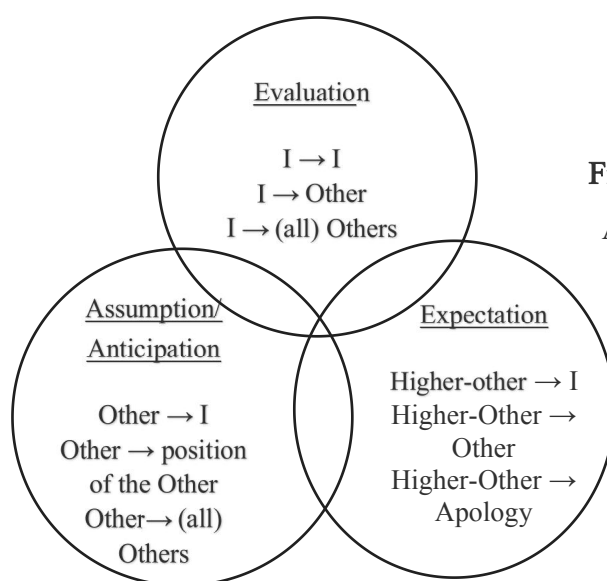 Evaluation
I → I
I → Other
I → (all) Others
Assumption/
Anticipation
Other → I
Other → position
of the Other
Other→ (all)
Others
Expectation
Higher-other → I
Higher-Other →
Other
Higher-Other →
Apology
F